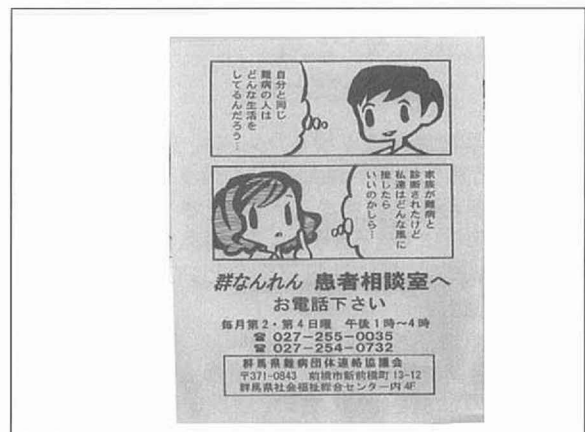 自分と同じ
難病の人は
どんな生活を
してるんだろう…
家族が難病と
診断されたけど
私達はどんな風に
接したら
いいのかしら…
群なんれん 患者相談室へ
お電話下さい
毎月第2・第4日曜 午後1時~4時
☎ 027-255-0035
☎ 027-254-0732
群馬県難病団体連絡協議会
〒371-0843 前橋市新前橋町 13-12
群馬県社会福祉総合センター内 4F